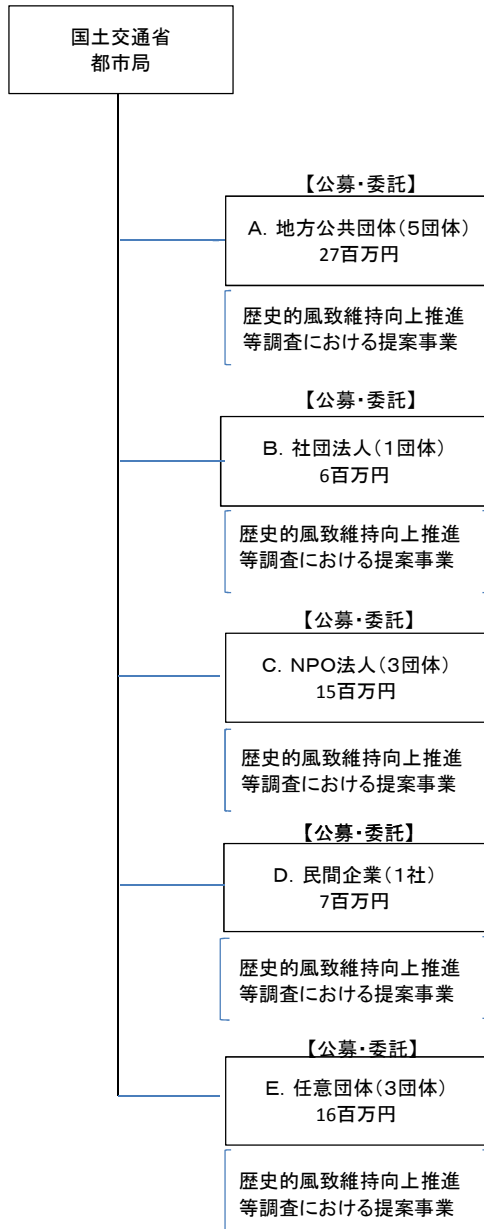 国土交通省
都市局
【公募・委託】
A. 地方公共団体(5団体)
27百万円
歴史的風致維持向上推進
等調査における提案事業
【公募・委託】
B. 社団法人(1団体)
6百万円
歴史的風致維持向上推進
等調査における提案事業
【公募・委託】
C. NPO法人(3団体)
15百万円
歴史的風致維持向上推進
等調査における提案事業
【公募・委託】
D. 民間企業(1社)
7百万円
歴史的風致維持向上推進
等調査における提案事業
【公募・委託】
E. 任意団体(3団体)
16百万円
歴史的風致維持向上推進
等調査における提案事業